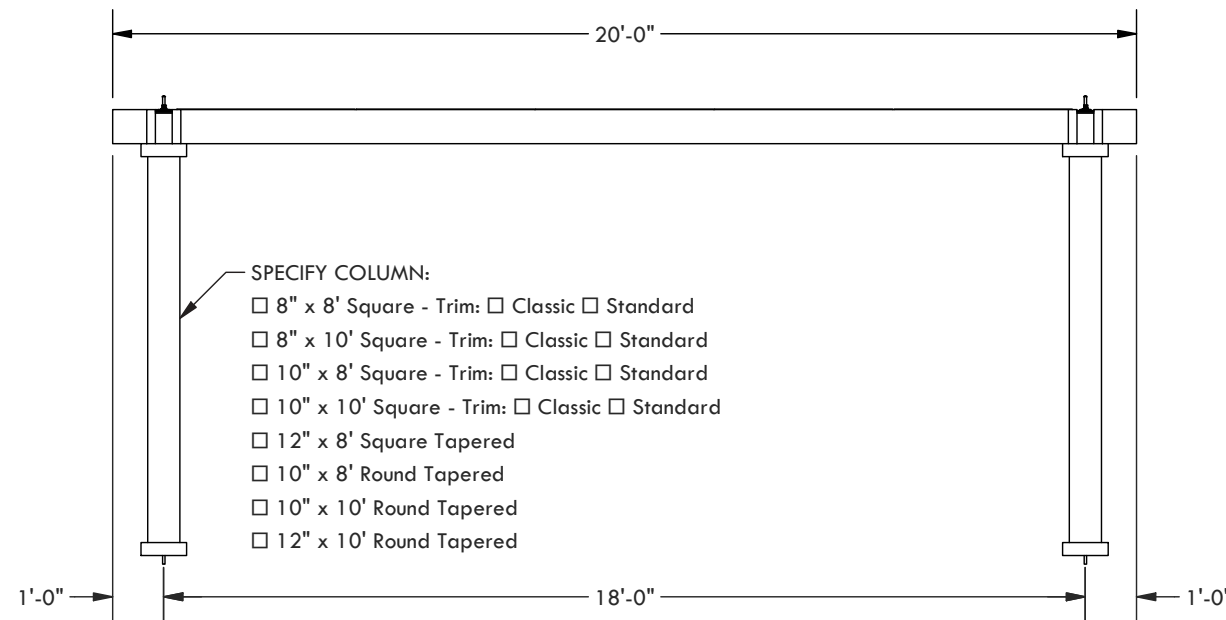 20'-0"
SPECIFY COLUMN:
☐ 8" x 8' Square - Trim: ☐ Classic ☐ Standard
☐ 8" x 10' Square - Trim: ☐ Classic ☐ Standard
☐ 10" x 8' Square - Trim: ☐ Classic ☐ Standard
☐ 10" x 10' Square - Trim: ☐ Classic ☐ Standard
☐ 12" x 8' Square Tapered
☐ 10" x 8' Round Tapered
☐ 10" x 10' Round Tapered
☐ 12" x 10' Round Tapered
1'-0" 18'-0" 1'-0"